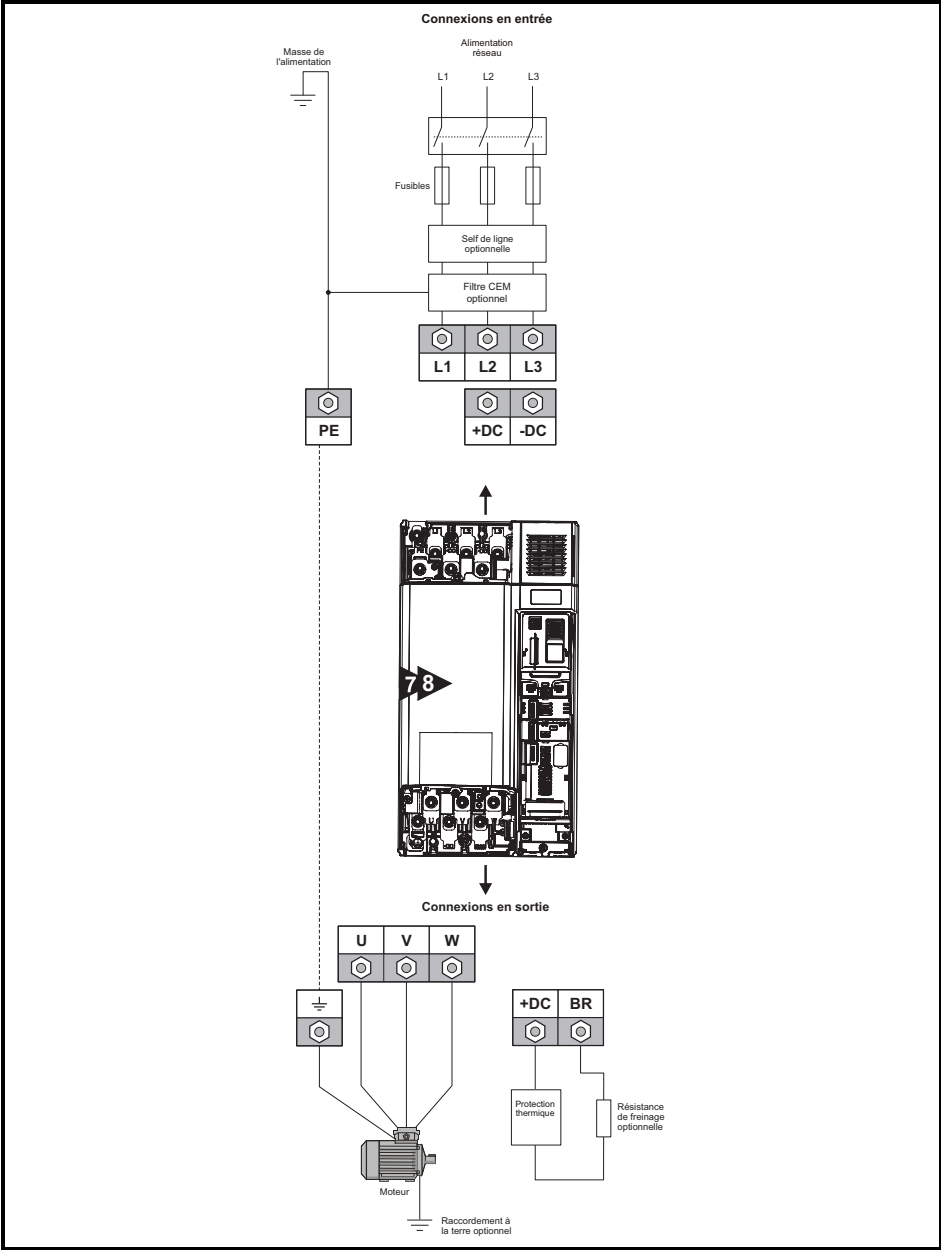 Connexions en entrée
Alimentation
réseau
Masse de
l'alimentation
L1 L2 L3
Fusibles
Self de ligne
optionnelle
Filtre CEM
optionnel
L1 L2 L3
PE
+DC -DC
7 8
Connexions en sortie
U V W
+DC BR
Protection
thermique
Résistance
de freinage
optionnelle
Moteur
Raccordement à
la terre optionnel